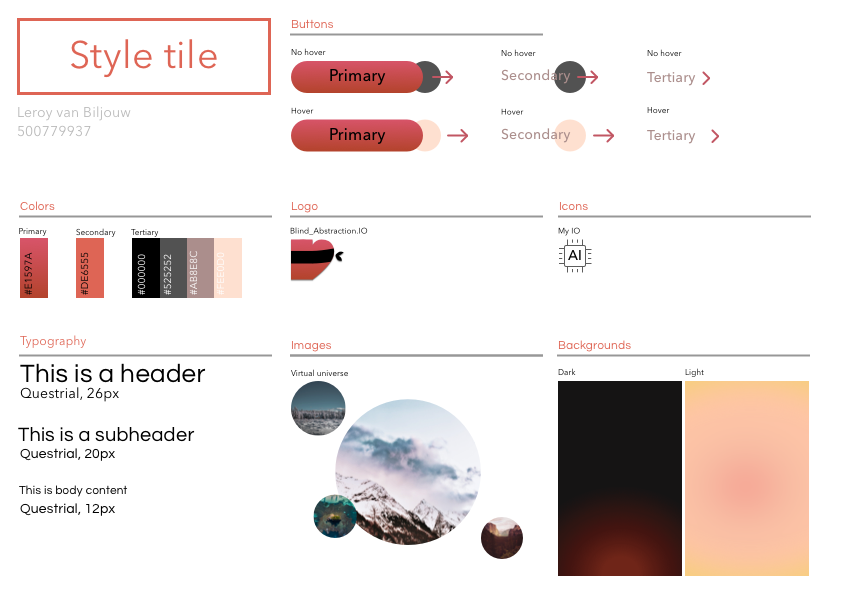 Style tile
Leroy van Biljouw
500779937
Buttons
No hover
Primary
No hover
Secondary
No hover
Tertiary
Hover
Primary
Hover
Secondary
Hover
Tertiary
Colors
Primary
Secondary
Tertiary
#E1597A
#DE6555
#000000
#525252
#AB8E8C
Logo
Blind_Abstraction.IO
Icons
My IO
AI
Typography
This is a header
Questrial, 26px
This is a subheader
Questrial, 20px
This is body content
Questrial, 12px
Images
Virtual universe
Backgrounds
Dark
Light